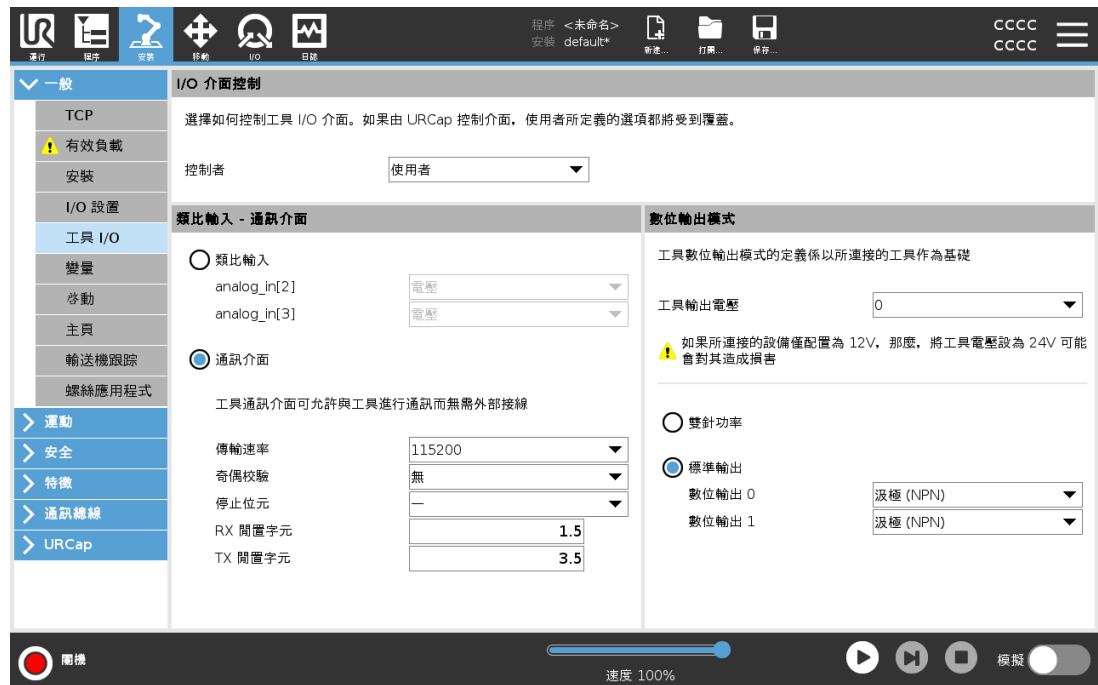 UR
運行
程序
安裝
移動
I/O
日誌
程序 <未命名>
安裝 default*
新建...
打開...
保存...
CCCC
CCCC
一般
TCP
有效負載
安裝
I/O 設置
工具 I/O
變量
啓動
主頁
輸送機跟踪
螺絲應用程式
運動
安全
特徵
通訊總線
URCap
I/O 介面控制
選擇如何控制工具 I/O 介面。如果由 URCap 控制介面，使用者所定義的選項都將受到覆蓋。
控制者
使用者
類比輸入 - 通訊介面
類比輸入
analog_in[2] 電壓
analog_in[3] 電壓
通訊介面
工具通訊介面可允許與工具進行通訊而無需外部接線
傳輸速率 115200
奇偶校驗 無
停止位元 一
RX 閒置字元 1.5
TX 閒置字元 3.5
數位輸出模式
工具數位輸出模式的定義係以所連接的工具作為基礎
工具輸出電壓 0
如果所連接的設備僅配置為 12V，那麼，將工具電壓設為 24V 可能
會對其造成損害
雙針功率
標準輸出
數位輸出 0 汲極 (NPN)
數位輸出 1 汲極 (NPN)
關機
速度 100%
模擬